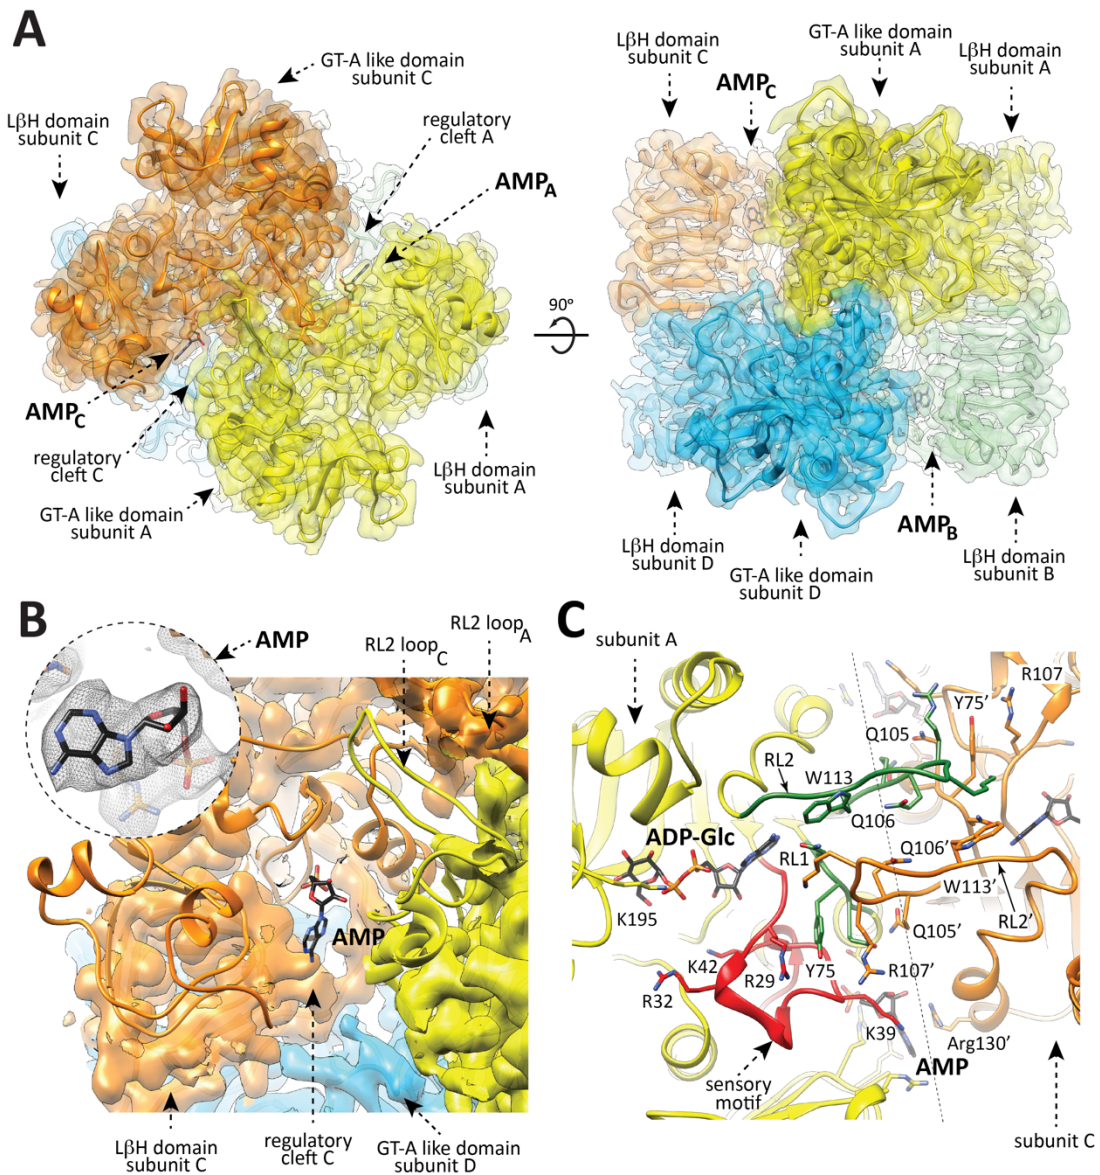 A
GT-A like domain
subunit C
LβH domain
subunit C
regulatory
cleft A
AMPA
AMPC
regulatory
cleft C
GT-A like domain
subunit A
LβH domain
subunit A
90º
LβH domain
subunit C
GT-A like domain
subunit A
LβH domain
subunit A
AMPC
AMPB
LβH domain
subunit D
GT-A like domain
subunit D
LβH domain
subunit B
B
AMP
RL2 loopC
RL2 loopA
AMP
LβH domain
subunit C
regulatory
cleft C
GT-A like domain
subunit D
C
subunit A
R107
Y75’
Q105
RL2
W113
Q106
ADP-Glc
RL1
Q106’
W113’
RL2’
K195
Q105’
K42
R29
Y75
R107’
R32
K39
Arg130’
AMP
sensory
motif
subunit C